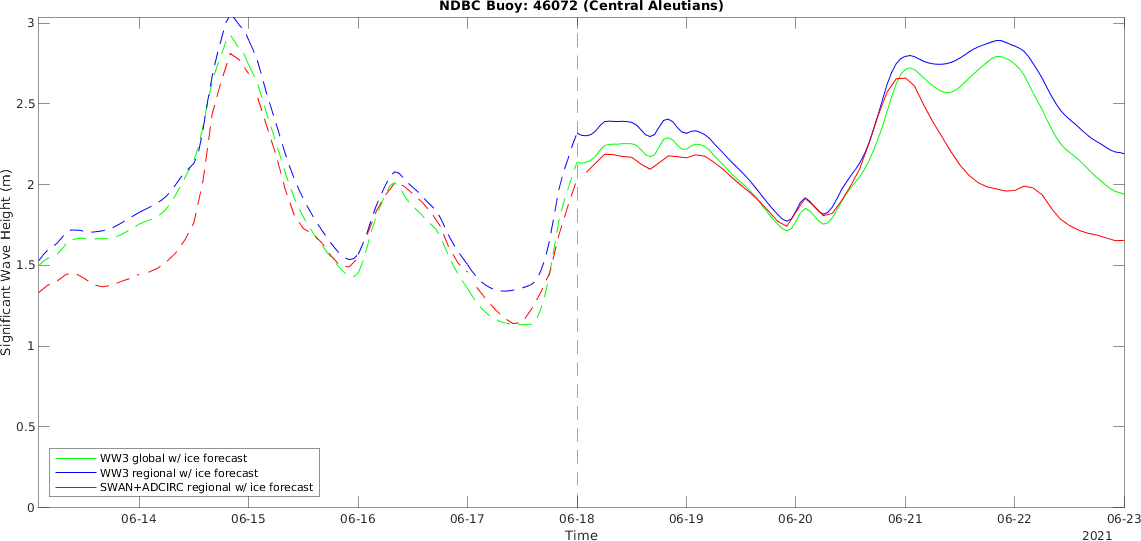 NDBC Buoy: 46072 (Central Aleutians)
3
2.5
2
1.5
1
0.5
0
Significant Wave Height (m)
WW3 global w/ ice forecast
WW3 regional w/ ice forecast
SWAN+ADCIRC regional w/ ice forecast
06-14 06-15 06-16 06-17 06-18 06-19 06-20 06-21 06-22 06-23
Time
2021